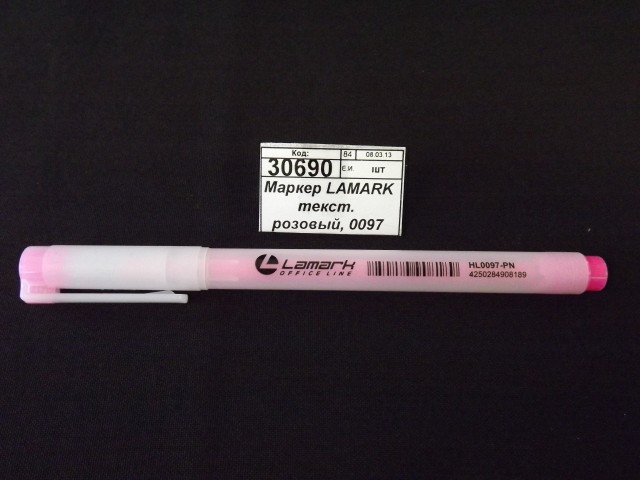 Код: 84 08.03.13
30690 Е.И шт
Маркер LAMARK
текст.
розовый, 0097
Lamark HL0097-PN
OFFICE LINE 4250284908189